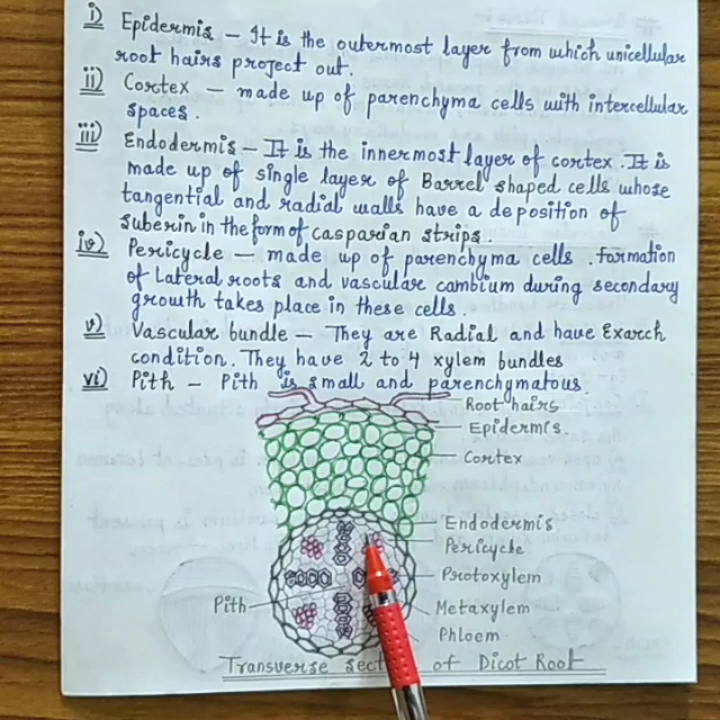 i) Epidermis – It is the outermost layer from which unicellular
root hairs project out.
ii) Cortex – made up of parenchyma cells with intercellular
spaces.
iii) Endodermis – It is the innermost layer of cortex. It is
made up of single layer of Barrel shaped cells whose
tangential and radial walls have a deposition of
suberin in the form of casparian strips.
iv) Pericycle – made up of parenchyma cells. Formation
of Lateral roots and vascular cambium during secondary
growth takes place in these cells.
v) Vascular bundle – They are Radial and have Exarch
condition. They have 2 to 4 xylem bundles
vi) Pith – Pith is small and parenchymatous.
Root hairs
Epidermis.
Cortex
Endodermis
Pericycle
Protoxylem
Pith
Metaxylem
Phloem
Transverse Sect of Dicot Root